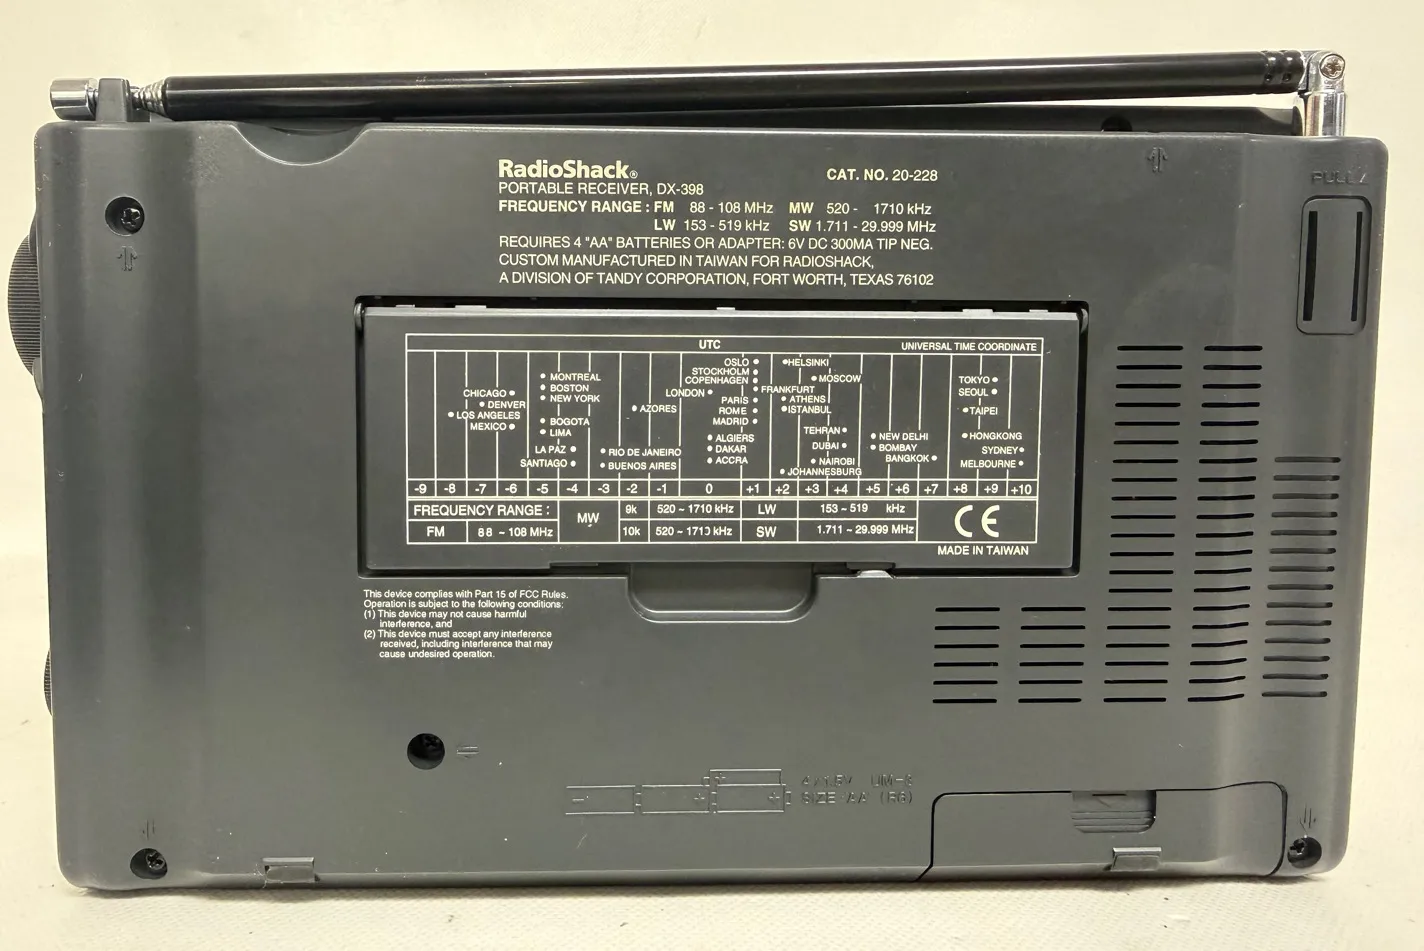 RadioShack®
CAT. NO. 20-228
PORTABLE RECEIVER, DX-398
FREQUENCY RANGE : FM 88 - 108 MHz MW 520 - 1710 kHz
LW 153 - 519 kHz SW 1.711 - 29.999 MHz
REQUIRES 4 "AA" BATTERIES OR ADAPTER: 6V DC 300MA TIP NEG.
CUSTOM MANUFACTURED IN TAIWAN FOR RADIOSHACK,
A DIVISION OF TANDY CORPORATION, FORT WORTH, TEXAS 76102
PULL
UTC UNIVERSAL TIME COORDINATE
OSLO HELSINKI
STOCKHOLM
MONTREAL COPENHAGEN MOSCOW TOKYO
BOSTON
CHICAGO LONDON FRANKFURT SEOUL
NEW YORK PARIS ATHENS
DENVER AZORES ISTANBUL TAIPEI
LOS ANGELES ROME
BOGOTA MADRID
MEXICO
LIMA TEHRAN
ALGIERS NEW DELHI HONGKONG
LA PAZ RIO DE JANEIRO DAKAR DUBAI BOMBAY SYDNEY
SANTIAGO BUENOS AIRES ACCRA NAIROBI BANGKOK MELBOURNE
JOHANNESBURG
-9 -8 -7 -6 -5 -4 -3 -2 -1 0 +1 +2 +3 +4 +5 +6 +7 +8 +9 +10
FREQUENCY RANGE : MW 9k 520 ~ 1710 kHz LW 153 ~ 519 kHz CE
FM 88 ~ 108 MHz 10k 520 ~ 1710 kHz SW 1.711 ~ 29.999 MHz
MADE IN TAIWAN
This device complies with Part 15 of FCC Rules.
Operation is subject to the following conditions:
(1) This device may not cause harmful
interference, and
(2) This device must accept any interference
received, including interference that may
cause undesired operation.
4 x 1.5V UM-3
SIZE 'AA' (R6)